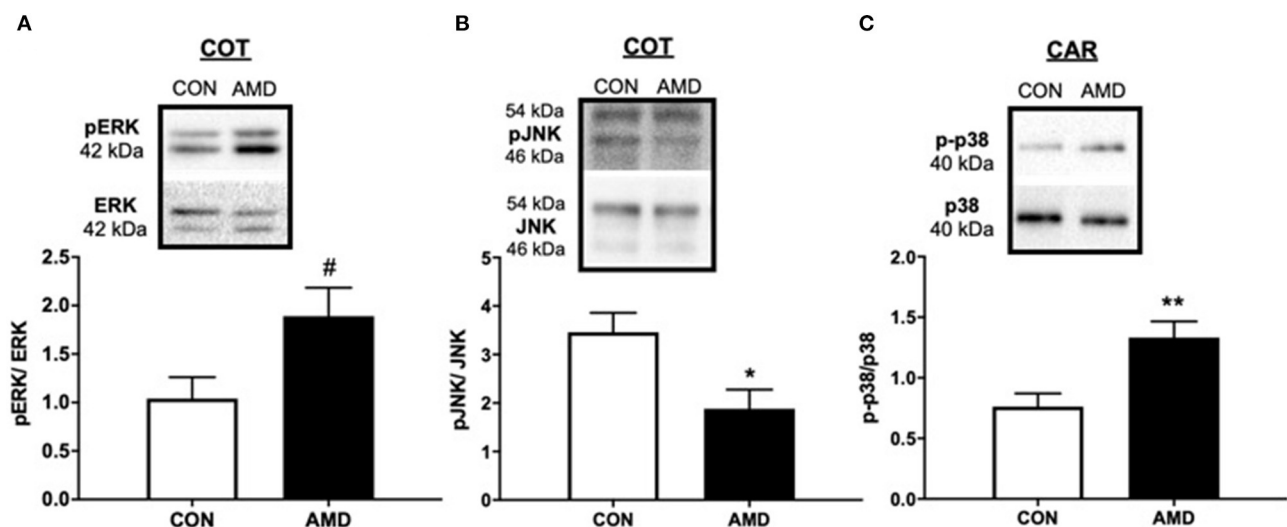 A
COT
CON AMD
pERK
42 kDa
ERK
42 kDa
2.5
2.0
1.5
1.0
0.5
0.0
pERK/ ERK
#
CON AMD
B
COT
CON AMD
54 kDa
pJNK
46 kDa
54 kDa
JNK
46 kDa
5
4
3
2
1
0
pJNK/ JNK
*
CON AMD
C
CAR
CON AMD
p-p38
40 kDa
p38
40 kDa
2.0
1.5
1.0
0.5
0.0
p-p38/p38
**
CON AMD